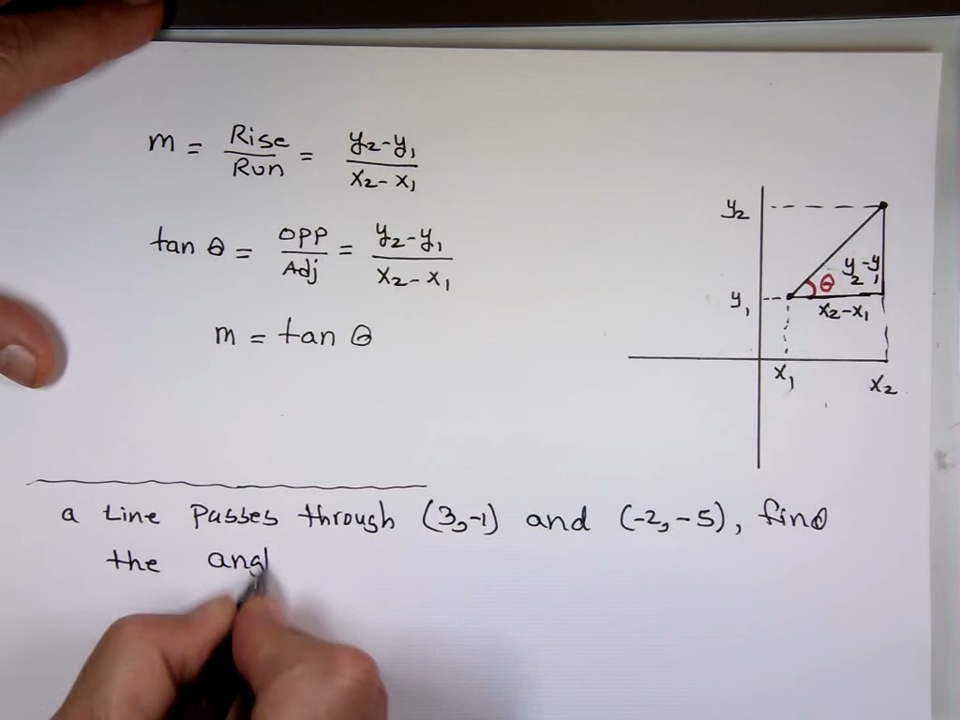 m = Rise/Run = y₂-y₁/x₂-x₁
tan θ = OPP/Adj = y₂-y₁/x₂-x₁
m = tan θ
y₂
y₁
θ
y₂-y₁
x₂-x₁
x₁
x₂
a Line Passes through (3,-1) and (-2,-5), find
the angl